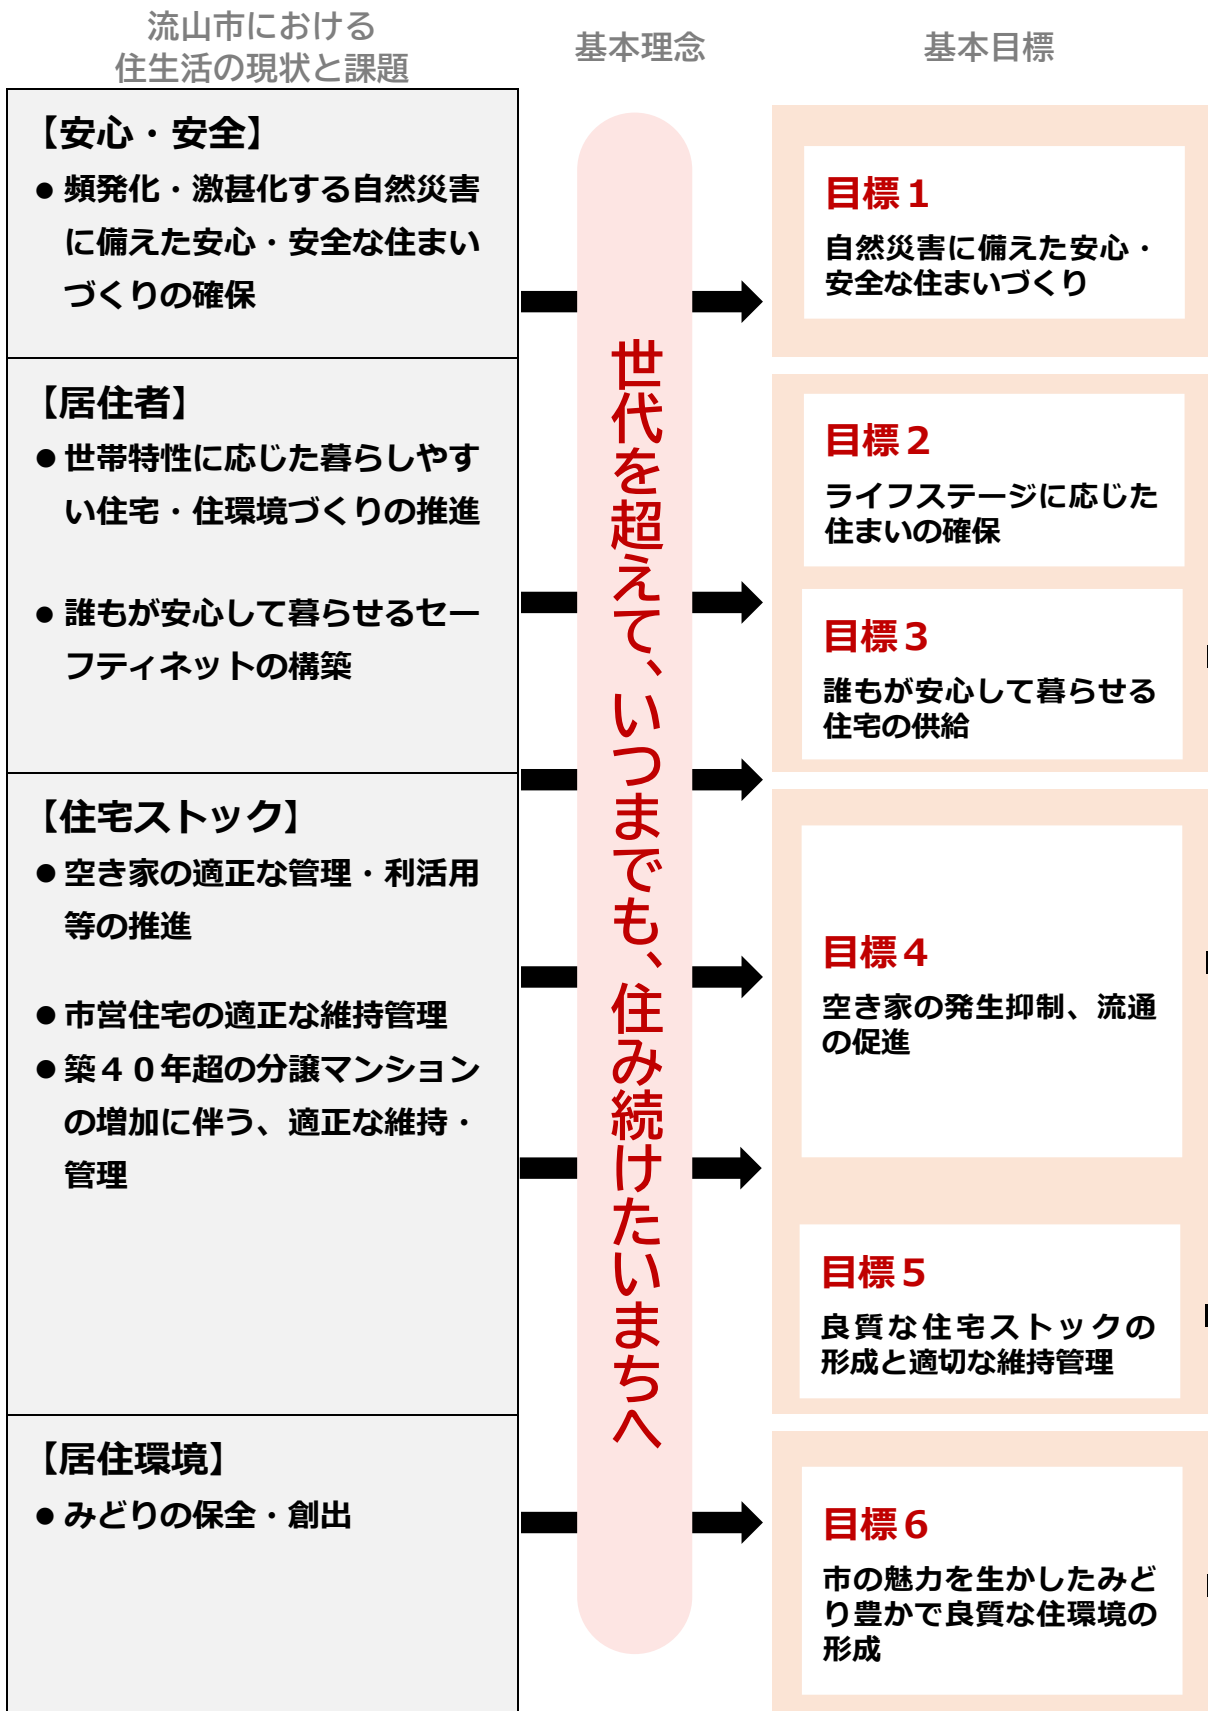 流山市における
住生活の現状と課題
基本理念
基本目標
【安心・安全】
● 頻発化・激甚化する自然災害
に備えた安心・安全な住まい
づくりの確保
【居住者】
● 世帯特性に応じた暮らしやす
い住宅・住環境づくりの推進
● 誰もが安心して暮らせるセー
フティネットの構築
【住宅ストック】
● 空き家の適正な管理・利活用
等の推進
● 市営住宅の適正な維持管理
● 築４０年超の分譲マンション
の増加に伴う、適正な維持・
管理
【居住環境】
● みどりの保全・創出
世代を超えて、いつまでも、住み続けたいまちへ
目標１
自然災害に備えた安心・
安全な住まいづくり
目標２
ライフステージに応じた
住まいの確保
目標３
誰もが安心して暮らせる
住宅の供給
目標４
空き家の発生抑制、流通
の促進
目標５
良質な住宅ストックの
形成と適切な維持管理
目標６
市の魅力を生かしたみど
り豊かで良質な住環境の
形成